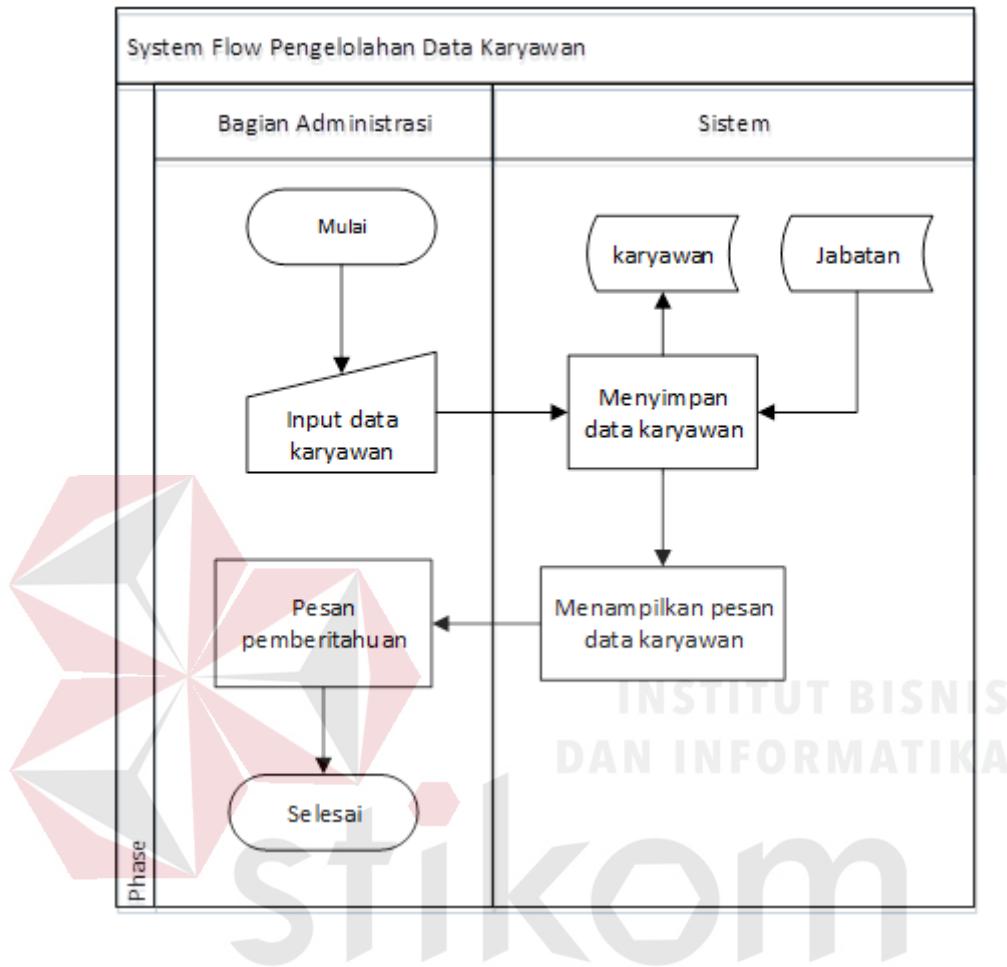 System Flow Pengelolahan Data Karyawan
Bagian Administrasi
Sistem
Mulai
karyawan
Jabatan
Input data
karyawan
Menyimpan
data karyawan
Pesan
pemberitahuan
Menampilkan pesan
data karyawan
Selesai
Phase
INSTITUT BISNIS
DAN INFORMATIKA
stikom